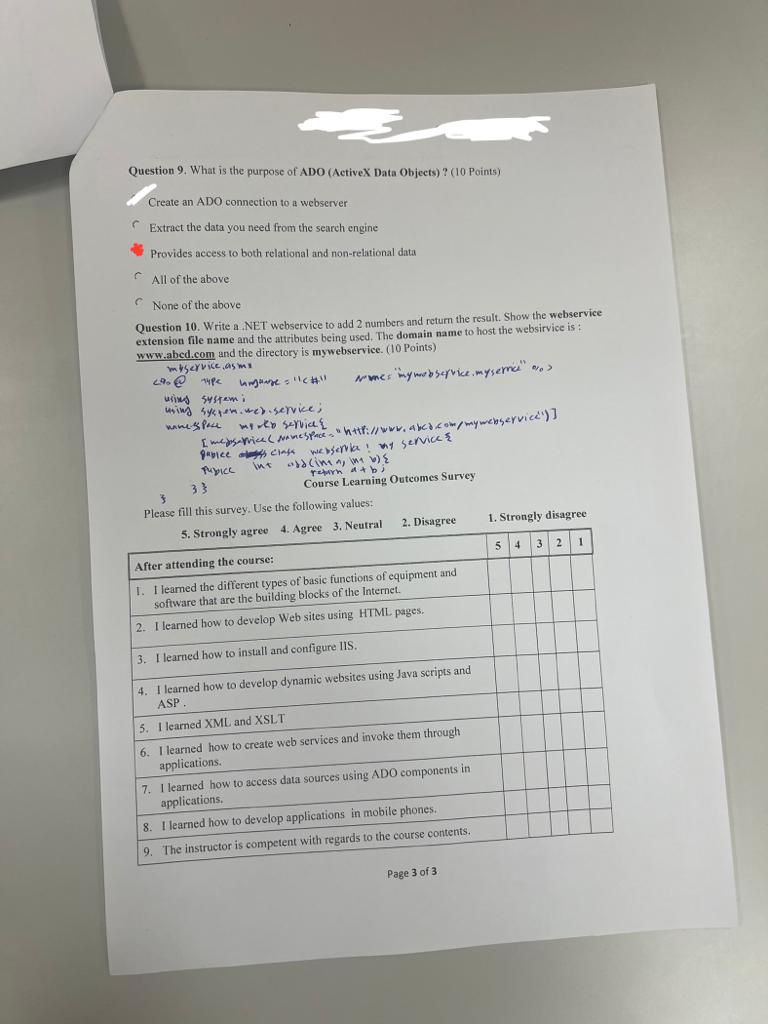 Question 9. What is the purpose of ADO (ActiveX Data Objects) ? (10 Points)
Create an ADO connection to a webserver
Extract the data you need from the search engine
Provides access to both relational and non-relational data
All of the above
None of the above
Question 10. Write a .NET webservice to add 2 numbers and return the result. Show the webservice
extension file name and the attributes being used. The domain name to host the websirvice is :
www.abcd.com and the directory is mywebservice. (10 Points)
myservice.asmx
<%@ TYPE language = "C#" Name: "mywebservice.myservice" %>
using system;
using system.web.service;
namespace myweb service{
[webservice(Namespace="http://www.abcd.com/mywebservice")]
public class webservice: my service{
public int add(int a, int b){
return a + b;
} } }
Course Learning Outcomes Survey
Please fill this survey. Use the following values:
5. Strongly agree 4. Agree 3. Neutral 2. Disagree 1. Strongly disagree
After attending the course: 5 4 3 2 1
1. I learned the different types of basic functions of equipment and
software that are the building blocks of the Internet.
2. I learned how to develop Web sites using HTML pages.
3. I learned how to install and configure IIS.
4. I learned how to develop dynamic websites using Java scripts and
ASP .
5. I learned XML and XSLT
6. I learned how to create web services and invoke them through
applications.
7. I learned how to access data sources using ADO components in
applications.
8. I learned how to develop applications in mobile phones.
9. The instructor is competent with regards to the course contents.
Page 3 of 3